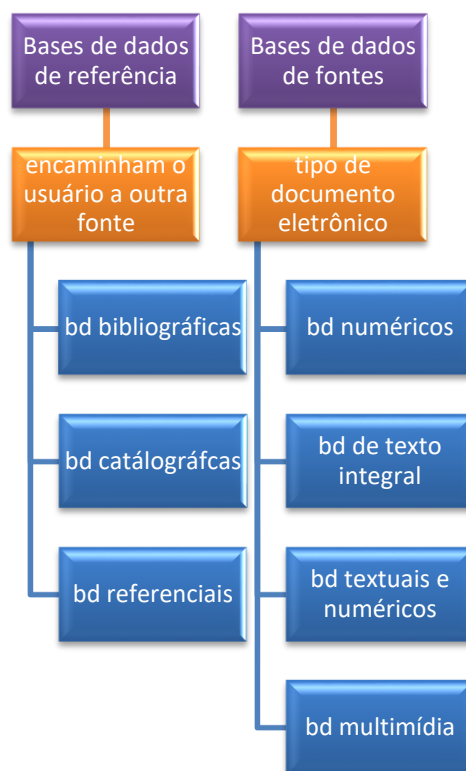 Bases de dados
de referência
encaminham o
usuário a outra
fonte
bd bibliográficas
bd catálográfcas
bd referenciais
Bases de dados
de fontes
tipo de
documento
eletrônico
bd numéricos
bd de texto
integral
bd textuais e
numéricos
bd multimídia